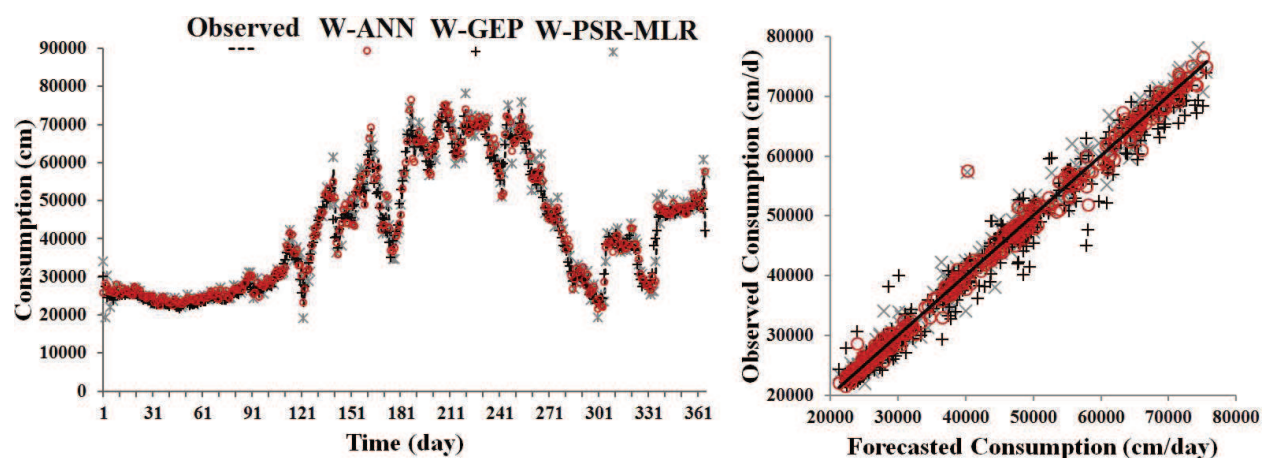 Observed W-ANN W-GEP W-PSR-MLR
90000
80000
70000
60000
50000
40000
30000
20000
10000
0
Consumption (cm)
1 31 61 91 121 151 181 211 241 271 301 331 361
Time (day)
80000
70000
60000
50000
40000
30000
20000
Observed Consumption (cm/d)
20000 30000 40000 50000 60000 70000 80000
Forecasted Consumption (cm/day)